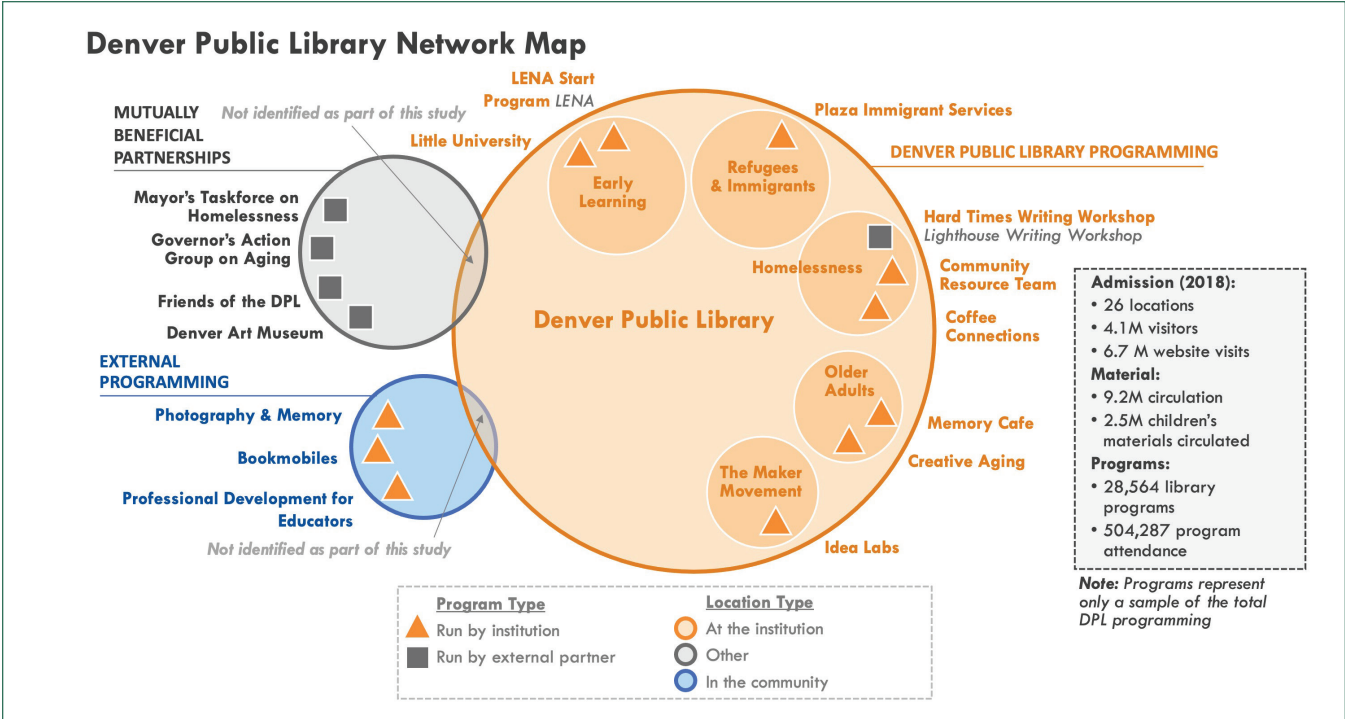 Denver Public Library Network Map
MUTUALLY
BENEFICIAL
PARTNERSHIPS
Not identified as part of this study
Mayor's Taskforce on
Homelessness
Governor's Action
Group on Aging
Friends of the DPL
Denver Art Museum
EXTERNAL
PROGRAMMING
Photography & Memory
Bookmobiles
Professional Development for
Educators
Not identified as part of this study
LENA Start
Program LENA
Little University
Early
Learning
Refugees
& Immigrants
Plaza Immigrant Services
DENVER PUBLIC LIBRARY PROGRAMMING
Hard Times Writing Workshop
Lighthouse Writing Workshop
Homelessness
Community
Resource Team
Coffee
Connections
Denver Public Library
Older
Adults
Memory Cafe
Creative Aging
The Maker
Movement
Idea Labs
Admission (2018):
• 26 locations
• 4.1M visitors
• 6.7 M website visits
Material:
• 9.2M circulation
• 2.5M children's
materials circulated
Programs:
• 28,564 library
programs
• 504,287 program
attendance
Note: Programs represent
only a sample of the total
DPL programming
Program Type
Run by institution
Run by external partner
Location Type
At the institution
Other
In the community